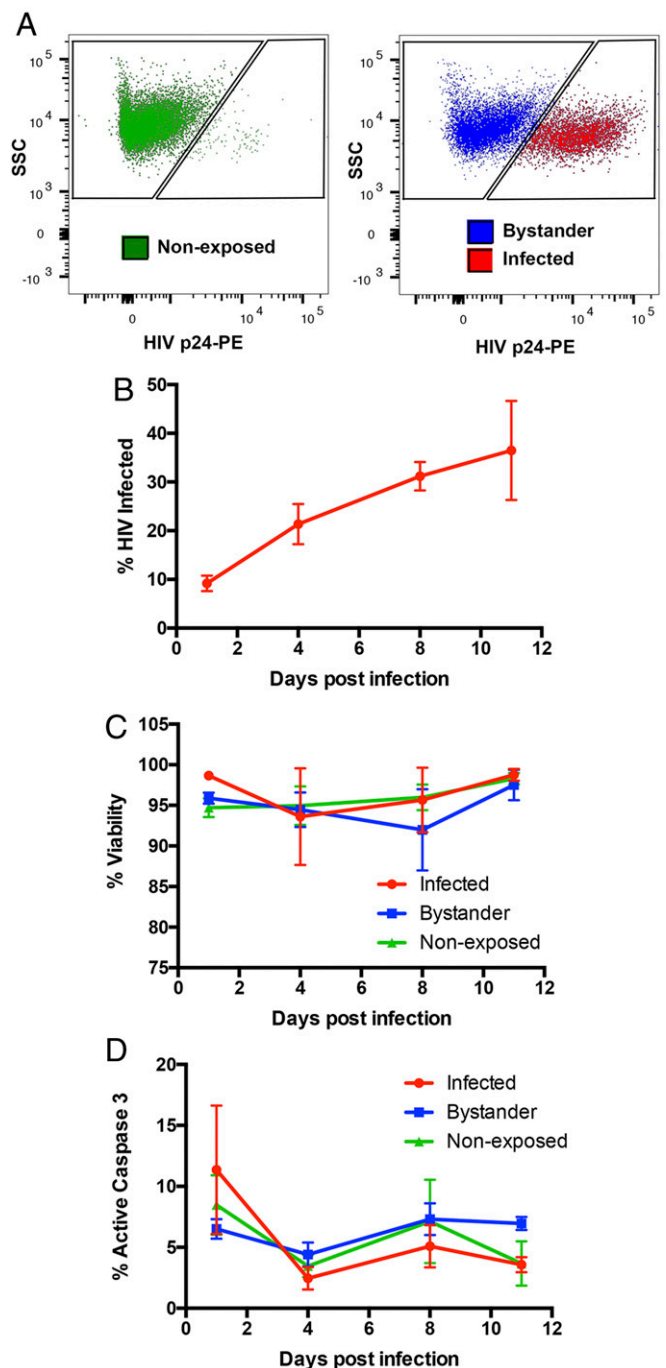 A
SSC
10^5
10^4
10^3
0
-10^3
Non-exposed
0
10^4
10^5
HIV p24-PE
SSC
10^5
10^4
10^3
0
-10^3
Bystander
Infected
0
10^4
10^5
HIV p24-PE
B
% HIV Infected
50
40
30
20
10
0
0 2 4 6 8 10 12
Days post infection
C
% Viability
105
100
95
90
85
80
75
Infected
Bystander
Non-exposed
0 2 4 6 8 10 12
Days post infection
D
% Active Caspase 3
20
15
10
5
0
Infected
Bystander
Non-exposed
0 2 4 6 8 10 12
Days post infection